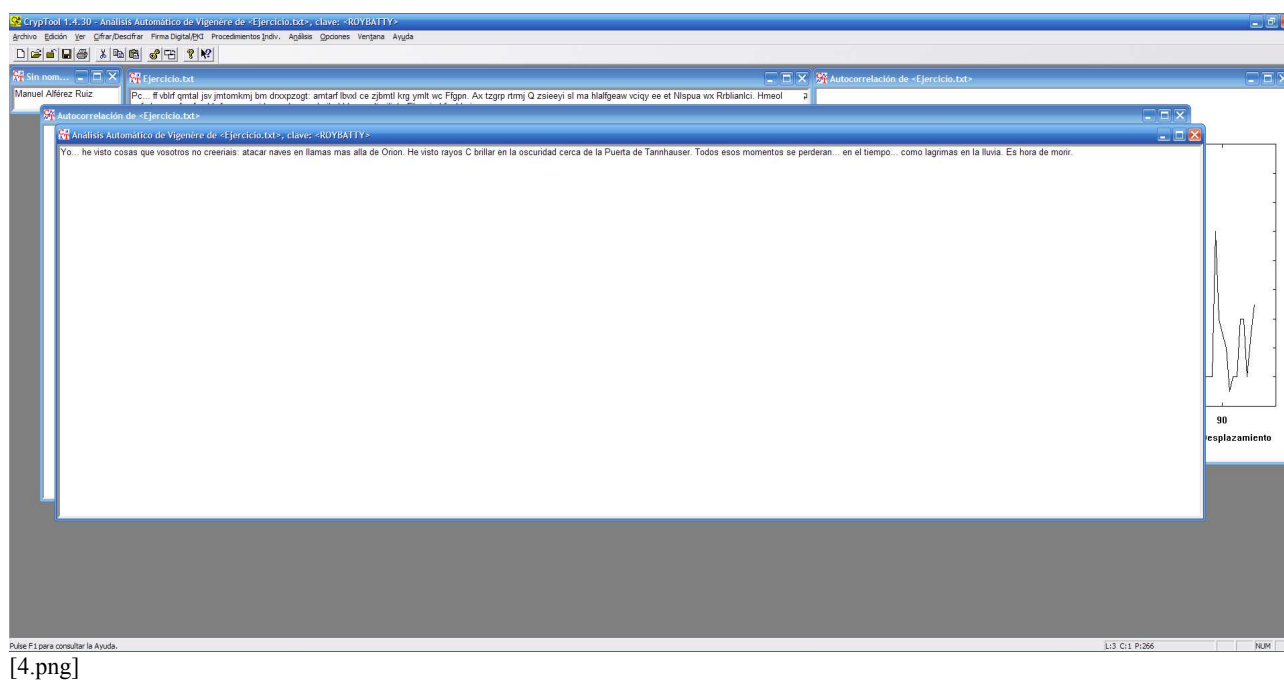 CrypTool 1.4.30 - Análisis Automático de Vigenère de <Ejercicio.txt>, clave: <ROYBATTY>
Archivo Edición Ver Cifrar/Descifrar Firma Digital/PKI Procedimientos Indiv. Análisis Opciones Ventana Ayuda
Sin nom...
Ejercicio.txt
Autocorrelación de <Ejercicio.txt>
Manuel Alférez Ruiz
Pc... ff vblrf qmtal jsv jmtomkmj bm drxxpzogt: amtarf lbvxl ce zjbmtl krg ymlt wc Ffgpn. Ax tzgrp rtmj Q zsieeyi sl ma hlalfgeaw vciqy ee et Nlspua wx Rrblianlci. Hmeol
Autocorrelación de <Ejercicio.txt>
Análisis Automático de Vigenère de <Ejercicio.txt>, clave: <ROYBATTY>
Yo... he visto cosas que vosotros no creeriais: atacar naves en llamas mas alla de Orion. He visto rayos C brillar en la oscuridad cerca de la Puerta de Tannhauser. Todos esos momentos se perderan... en el tiempo... como lagrimas en la lluvia. Es hora de morir.
90
esplazamiento
Pulse F1 para consultar la Ayuda.
L:3 C:1 P:266
NUM
[4.png]